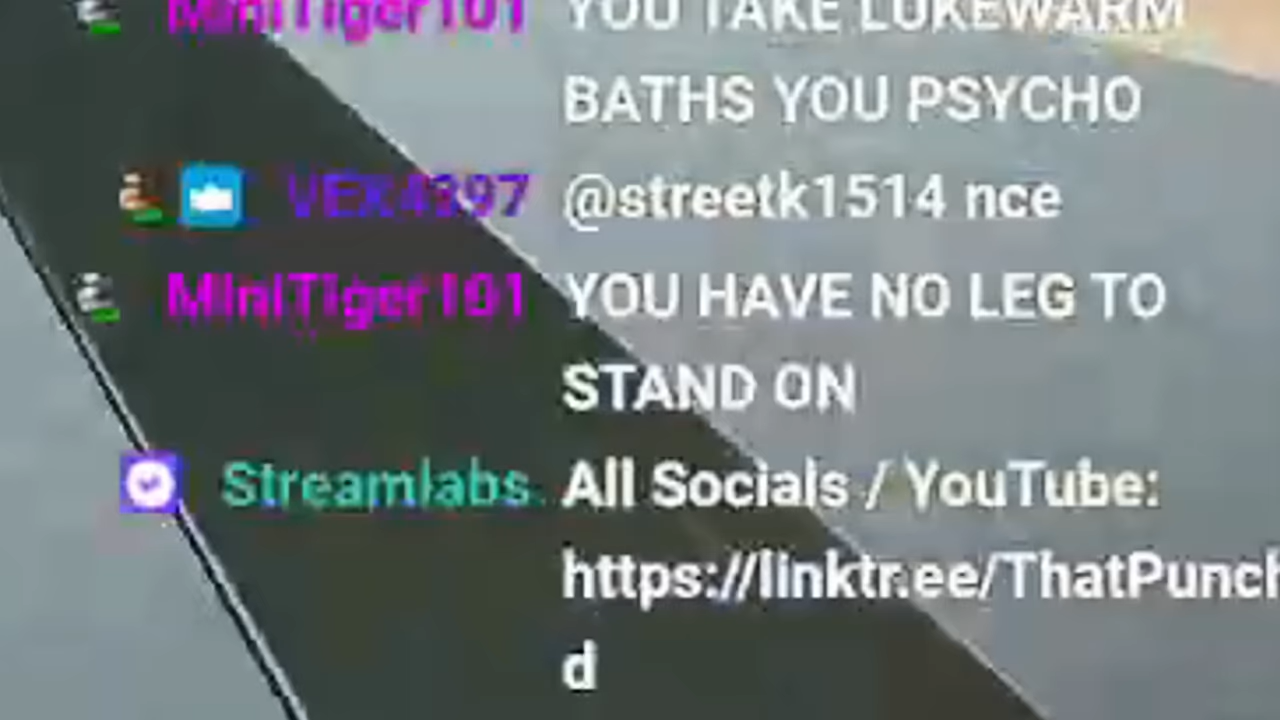 MiniTiger101 YOU TAKE LUKEWARM
BATHS YOU PSYCHO
VEX4397 @streetk1514 nce
MiniTiger101 YOU HAVE NO LEG TO
STAND ON
Streamlabs All Socials / YouTube:
https://linktr.ee/ThatPunch
d